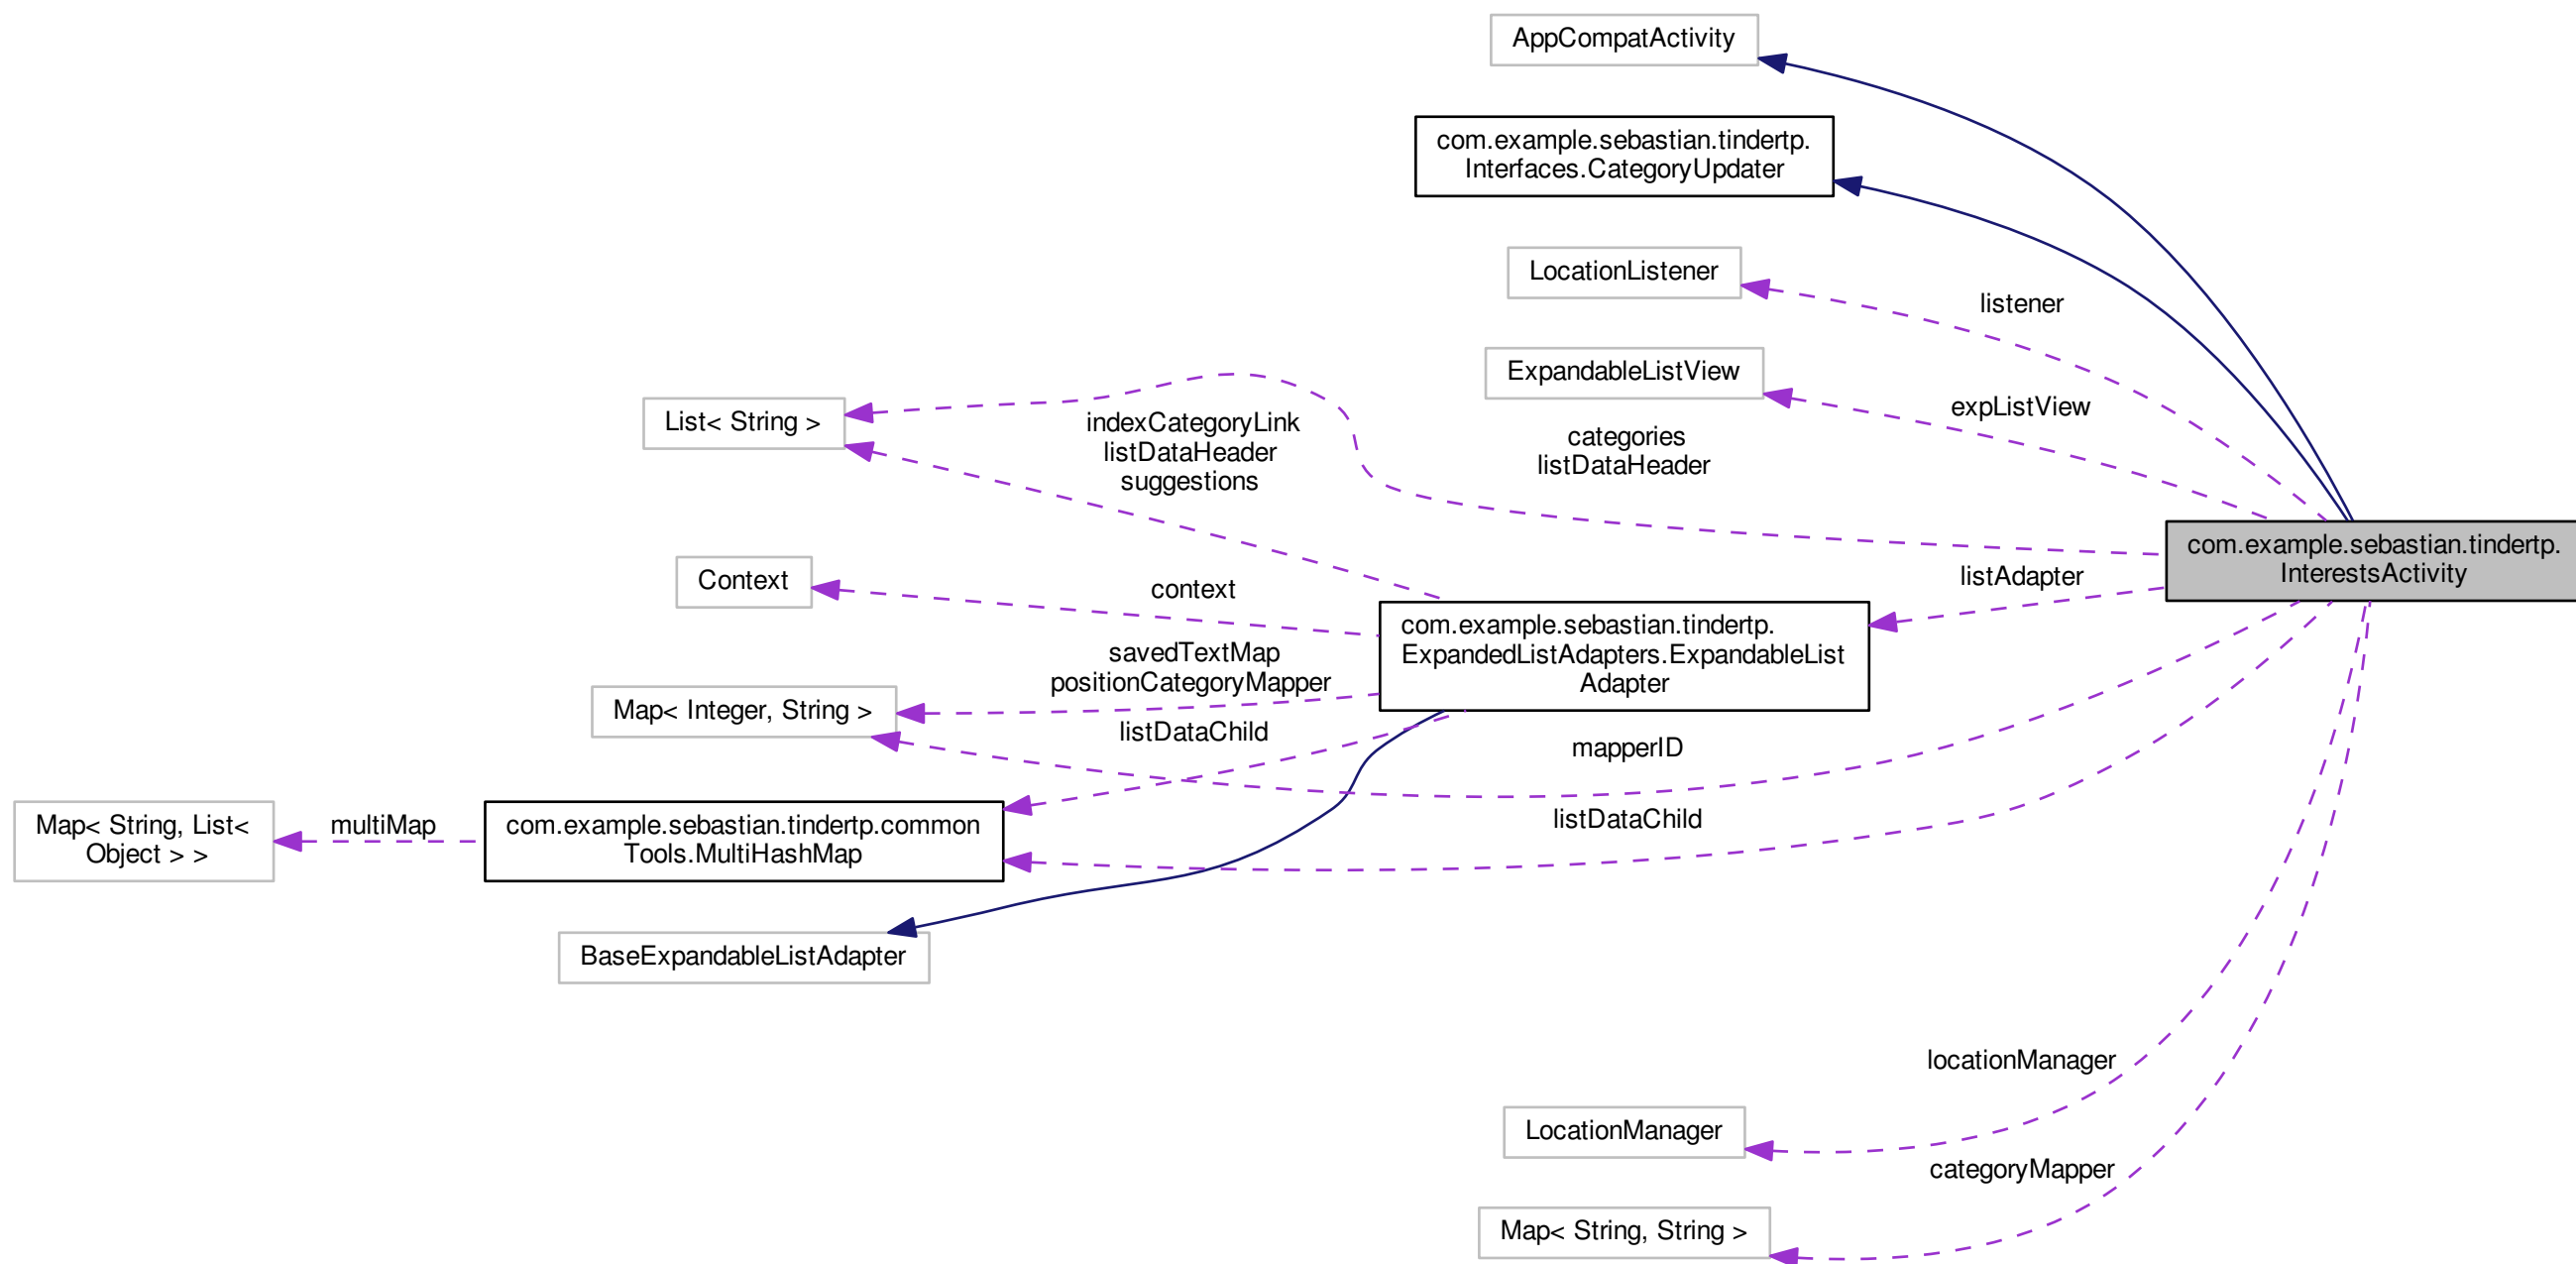 AppCompatActivity
com.example.sebastian.tindertp.
Interfaces.CategoryUpdater
LocationListener
listener
ExpandableListView
expListView
List< String >
indexCategoryLink
listDataHeader
suggestions
categories
listDataHeader
com.example.sebastian.tindertp.
InterestsActivity
Context
context
listAdapter
com.example.sebastian.tindertp.
ExpandedListAdapters.ExpandableList
Adapter
savedTextMap
positionCategoryMapper
Map< Integer, String >
listDataChild
mapperID
Map< String, List<
Object > >
multiMap
com.example.sebastian.tindertp.common
Tools.MultiHashMap
listDataChild
BaseExpandableListAdapter
locationManager
LocationManager
categoryMapper
Map< String, String >